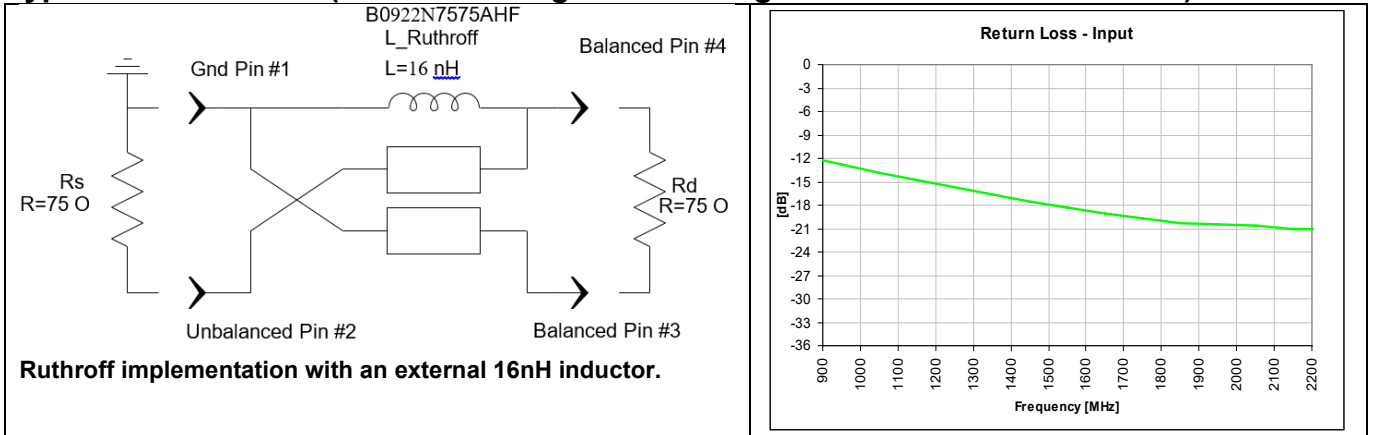 B0922N7575AHF
L_Ruthroff
L=16 nH
Balanced Pin #4
Gnd Pin #1
Rs
R=75 O
Rd
R=75 O
Unbalanced Pin #2
Balanced Pin #3
Ruthroff implementation with an external 16nH inductor.
Return Loss - Input
0
-3
-6
-9
-12
-15
-18
-21
-24
-27
-30
-33
-36
[dB]
900
1000
1100
1200
1300
1400
1500
1600
1700
1800
1900
2000
2100
2200
Frequency [MHz]